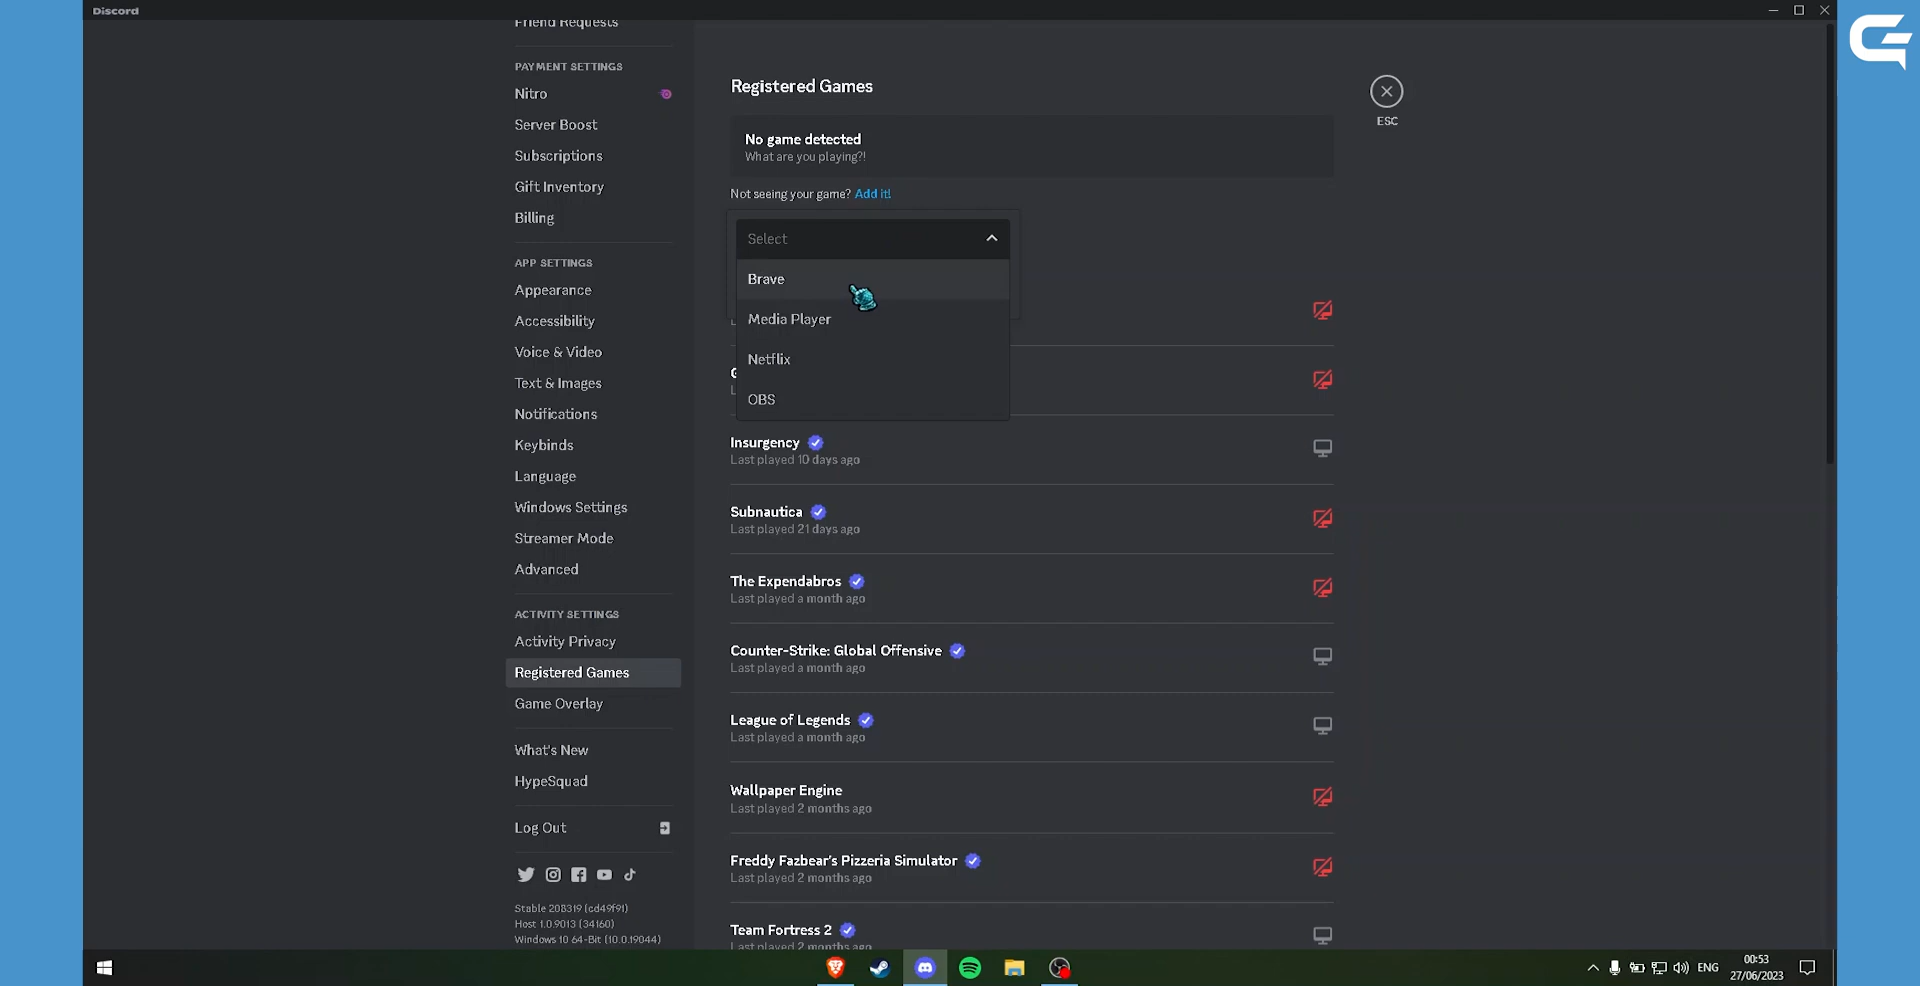 Discord
Friend Requests
PAYMENT SETTINGS
Nitro
Server Boost
Subscriptions
Gift Inventory
Billing
APP SETTINGS
Appearance
Accessibility
Voice & Video
Text & Images
Notifications
Keybinds
Language
Windows Settings
Streamer Mode
Advanced
ACTIVITY SETTINGS
Activity Privacy
Registered Games
Game Overlay
What's New
HypeSquad
Log Out
Stable 208319 (cd49f91)
Host 1.0.9013 (34160)
Windows 10 64-Bit (10.0.19044)
Registered Games
ESC
No game detected
What are you playing?!
Not seeing your game? Add it!
Select
Brave
Media Player
Netflix
OBS
Insurgency
Last played 10 days ago
Subnautica
Last played 21 days ago
The Expendabros
Last played a month ago
Counter-Strike: Global Offensive
Last played a month ago
League of Legends
Last played a month ago
Wallpaper Engine
Last played 2 months ago
Freddy Fazbear's Pizzeria Simulator
Last played 2 months ago
Team Fortress 2
Last played 2 months ago
ENG
00:53
27/06/2023